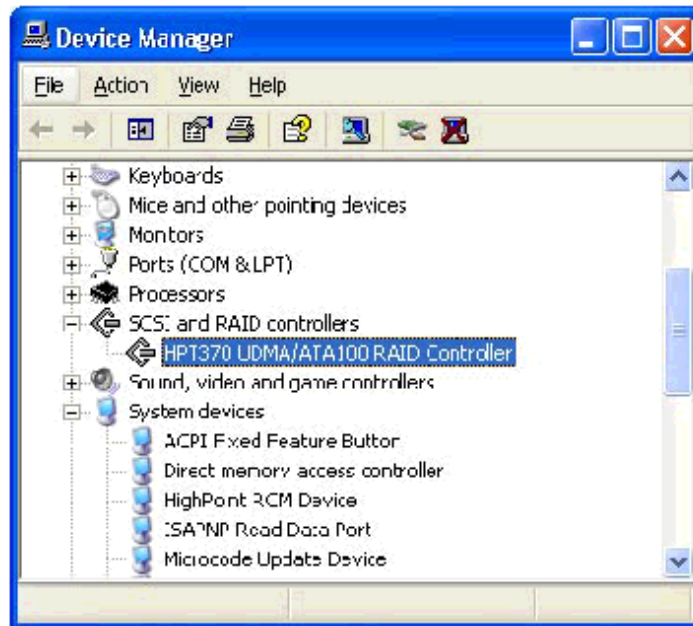 Device Manager
File Action View Help
Keyboards
Mice and other pointing devices
Monitors
Ports (COM & LPT)
Processors
SCSI and RAID controllers
HPT370 UDMA/ATA100 RAID Controller
Sound, video and game controllers
System devices
ACPI Fixed Feature Button
Direct memory access controller
HighPoint RCM Device
ISAPNP Read Data Port
Microcode Update Device